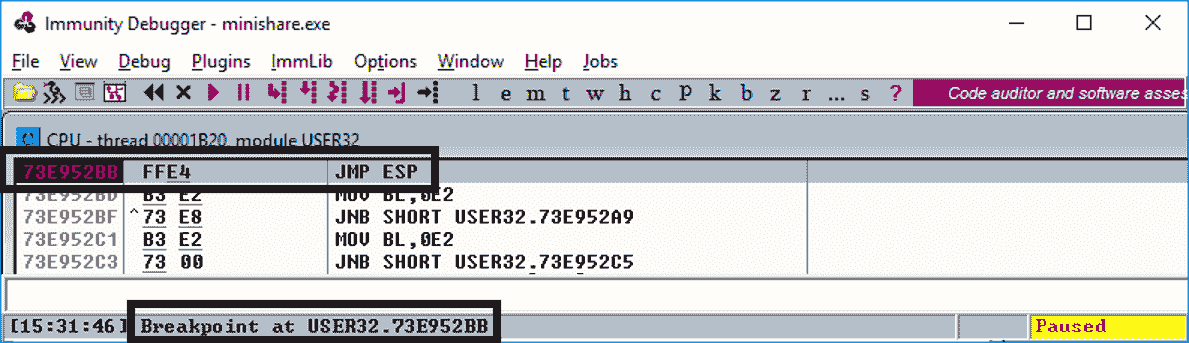 Immunity Debugger - minishare.exe
File View Debug Plugins ImmLib Options Window Help Jobs
l e m t w h c P k b z r ... s ? Code auditor and software asses
CPU - thread 00001B20, module USER32
73E952BB FFE4 JMP ESP
73E952BD B3 E2 MOV BL,0E2
73E952BF ^73 E8 JNB SHORT USER32.73E952A9
73E952C1 B3 E2 MOV BL,0E2
73E952C3 73 00 JNB SHORT USER32.73E952C5
[15:31:46] Breakpoint at USER32.73E952BB Paused